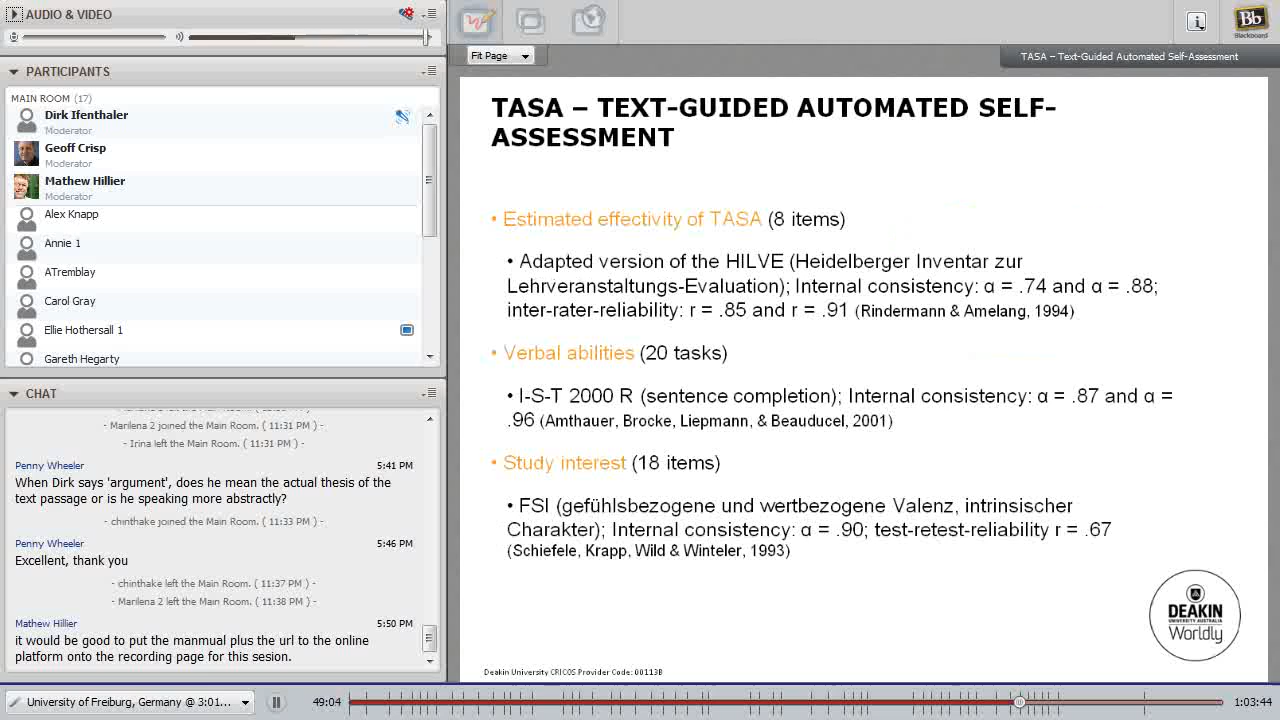 AUDIO & VIDEO
PARTICIPANTS
MAIN ROOM (17)
Dirk Ifenthaler
Moderator
Geoff Crisp
Moderator
Mathew Hillier
Moderator
Alex Knapp
Annie 1
ATremblay
Carol Gray
Ellie Hothersall 1
Gareth Hegarty
CHAT
- Marilena 2 joined the Main Room. ( 11:31 PM ) -
- Irina left the Main Room. ( 11:31 PM ) -
Penny Wheeler 5:41 PM
When Dirk says 'argument', does he mean the actual thesis of
the text passage or is he speaking more abstractly?
- chinthake joined the Main Room. ( 11:33 PM ) -
Penny Wheeler 5:46 PM
Excellent, thank you
- chinthake left the Main Room. ( 11:37 PM ) -
- Marilena 2 left the Main Room. ( 11:38 PM ) -
Mathew Hillier 5:50 PM
it would be good to put the manmual plus the url to the online
platform onto the recording page for this sesion.
Bb
Blackboard
Fit Page
TASA – Text-Guided Automated Self-Assessment
TASA – TEXT-GUIDED AUTOMATED SELF-
ASSESSMENT
• Estimated effectivity of TASA (8 items)
• Adapted version of the HILVE (Heidelberger Inventar zur
Lehrveranstaltungs-Evaluation); Internal consistency: α = .74 and α = .88;
inter-rater-reliability: r = .85 and r = .91 (Rindermann & Amelang, 1994)
• Verbal abilities (20 tasks)
• I-S-T 2000 R (sentence completion); Internal consistency: α = .87 and α =
.96 (Amthauer, Brocke, Liepmann, & Beauducel, 2001)
• Study interest (18 items)
• FSI (gefühlsbezogene und wertbezogene Valenz, intrinsischer
Charakter); Internal consistency: α = .90; test-retest-reliability r = .67
(Schiefele, Krapp, Wild & Winteler, 1993)
DEAKIN
UNIVERSITY AUSTRALIA
Worldly
Deakin University CRICOS Provider Code: 00113B
University of Freiburg, Germany @ 3:01...
49:04
1:03:44